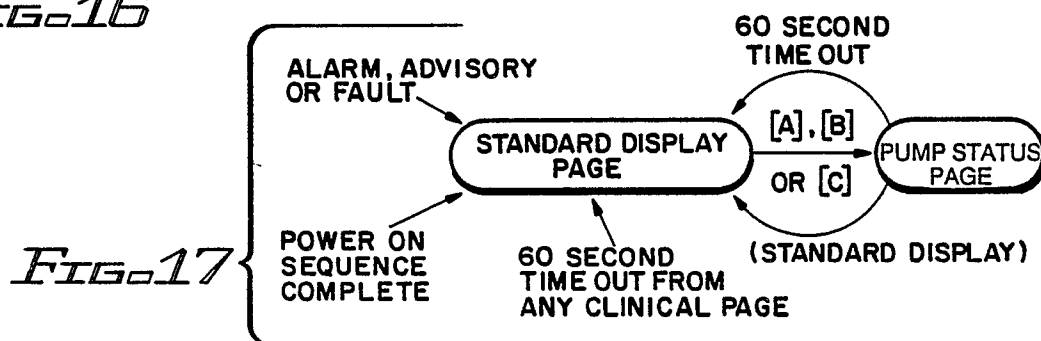 FIG. 16
ALARM, ADVISORY
OR FAULT
60 SECOND
TIME OUT
STANDARD DISPLAY
PAGE
[A], [B]
OR [C]
PUMP STATUS
PAGE
FIG. 17
POWER ON
SEQUENCE
COMPLETE
60 SECOND
TIME OUT FROM
ANY CLINICAL PAGE
(STANDARD DISPLAY)